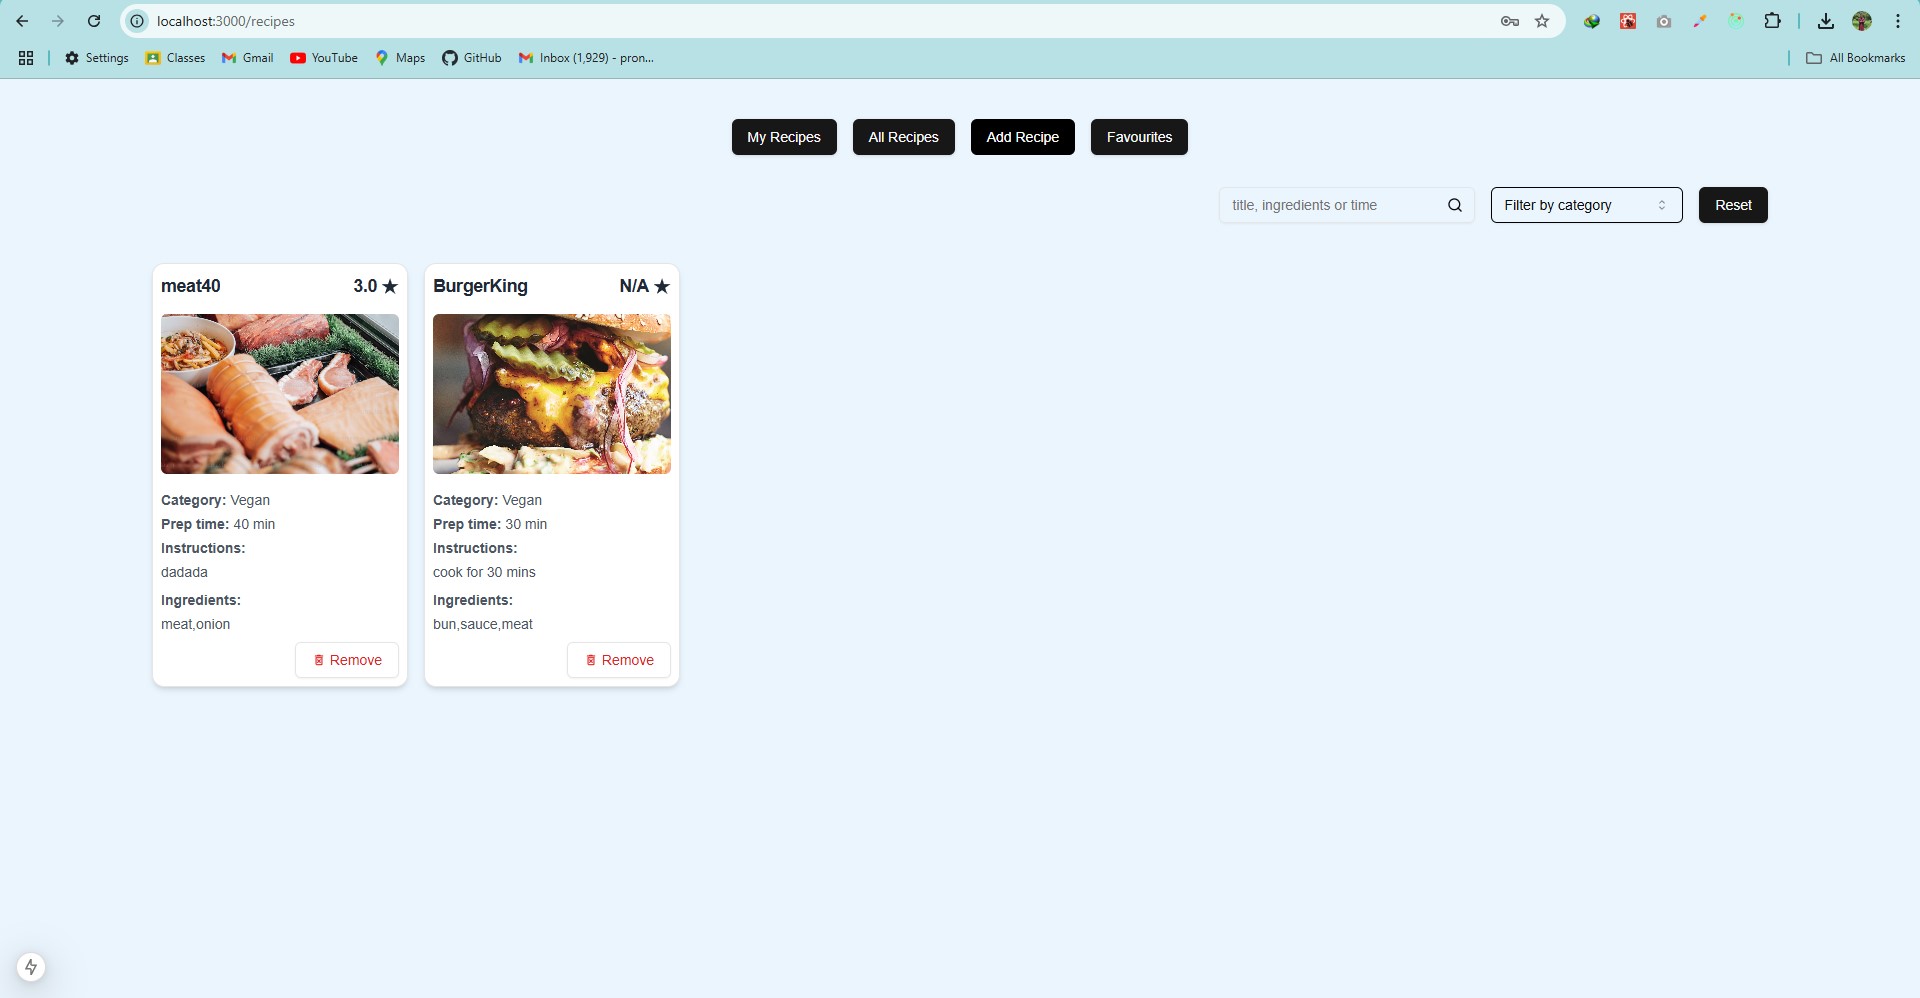 localhost:3000/recipes
Settings Classes Gmail YouTube Maps GitHub Inbox (1,929) - pron... All Bookmarks
My Recipes All Recipes Add Recipe Favourites
title, ingredients or time Filter by category Reset
meat40 3.0 ★
Category: Vegan
Prep time: 40 min
Instructions:
dadada
Ingredients:
meat,onion
Remove
BurgerKing N/A ★
Category: Vegan
Prep time: 30 min
Instructions:
cook for 30 mins
Ingredients:
bun,sauce,meat
Remove